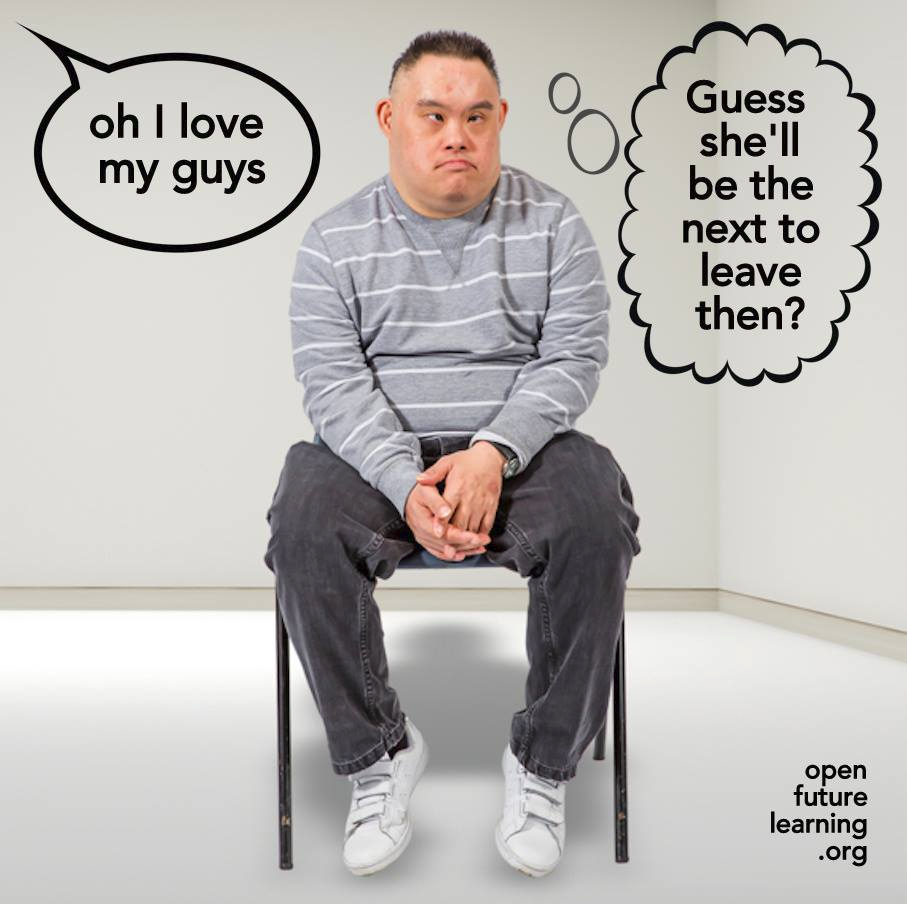 oh I love
my guys
Guess
she'll
be the
next to
leave
then?
open
future
learning
.org